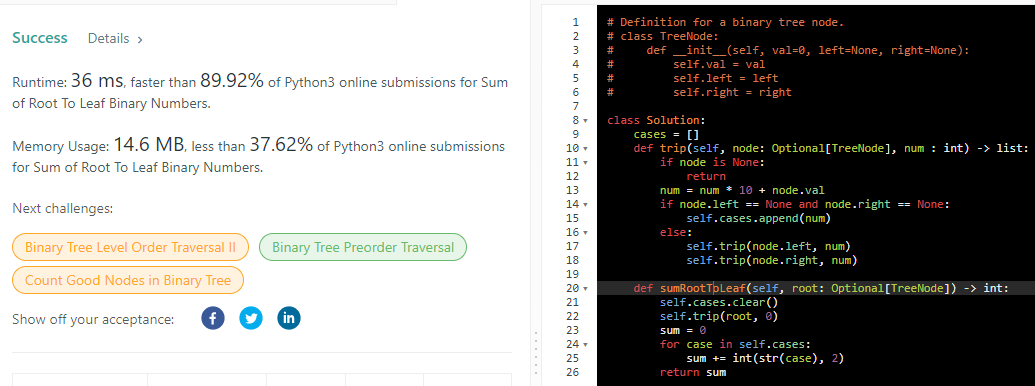 Success Details >
Runtime: 36 ms, faster than 89.92% of Python3 online submissions for Sum
of Root To Leaf Binary Numbers.
Memory Usage: 14.6 MB, less than 37.62% of Python3 online submissions
for Sum of Root To Leaf Binary Numbers.
Next challenges:
Binary Tree Level Order Traversal II Binary Tree Preorder Traversal
Count Good Nodes in Binary Tree
Show off your acceptance:
1 # Definition for a binary tree node.
2 # class TreeNode:
3 #     def __init__(self, val=0, left=None, right=None):
4 #         self.val = val
5 #         self.left = left
6 #         self.right = right
7
8 class Solution:
9     cases = []
10     def trip(self, node: Optional[TreeNode], num : int) -> list:
11         if node is None:
12             return
13         num = num * 10 + node.val
14         if node.left == None and node.right == None:
15             self.cases.append(num)
16         else:
17             self.trip(node.left, num)
18             self.trip(node.right, num)
19
20     def sumRootToLeaf(self, root: Optional[TreeNode]) -> int:
21         self.cases.clear()
22         self.trip(root, 0)
23         sum = 0
24         for case in self.cases:
25             sum += int(str(case), 2)
26         return sum